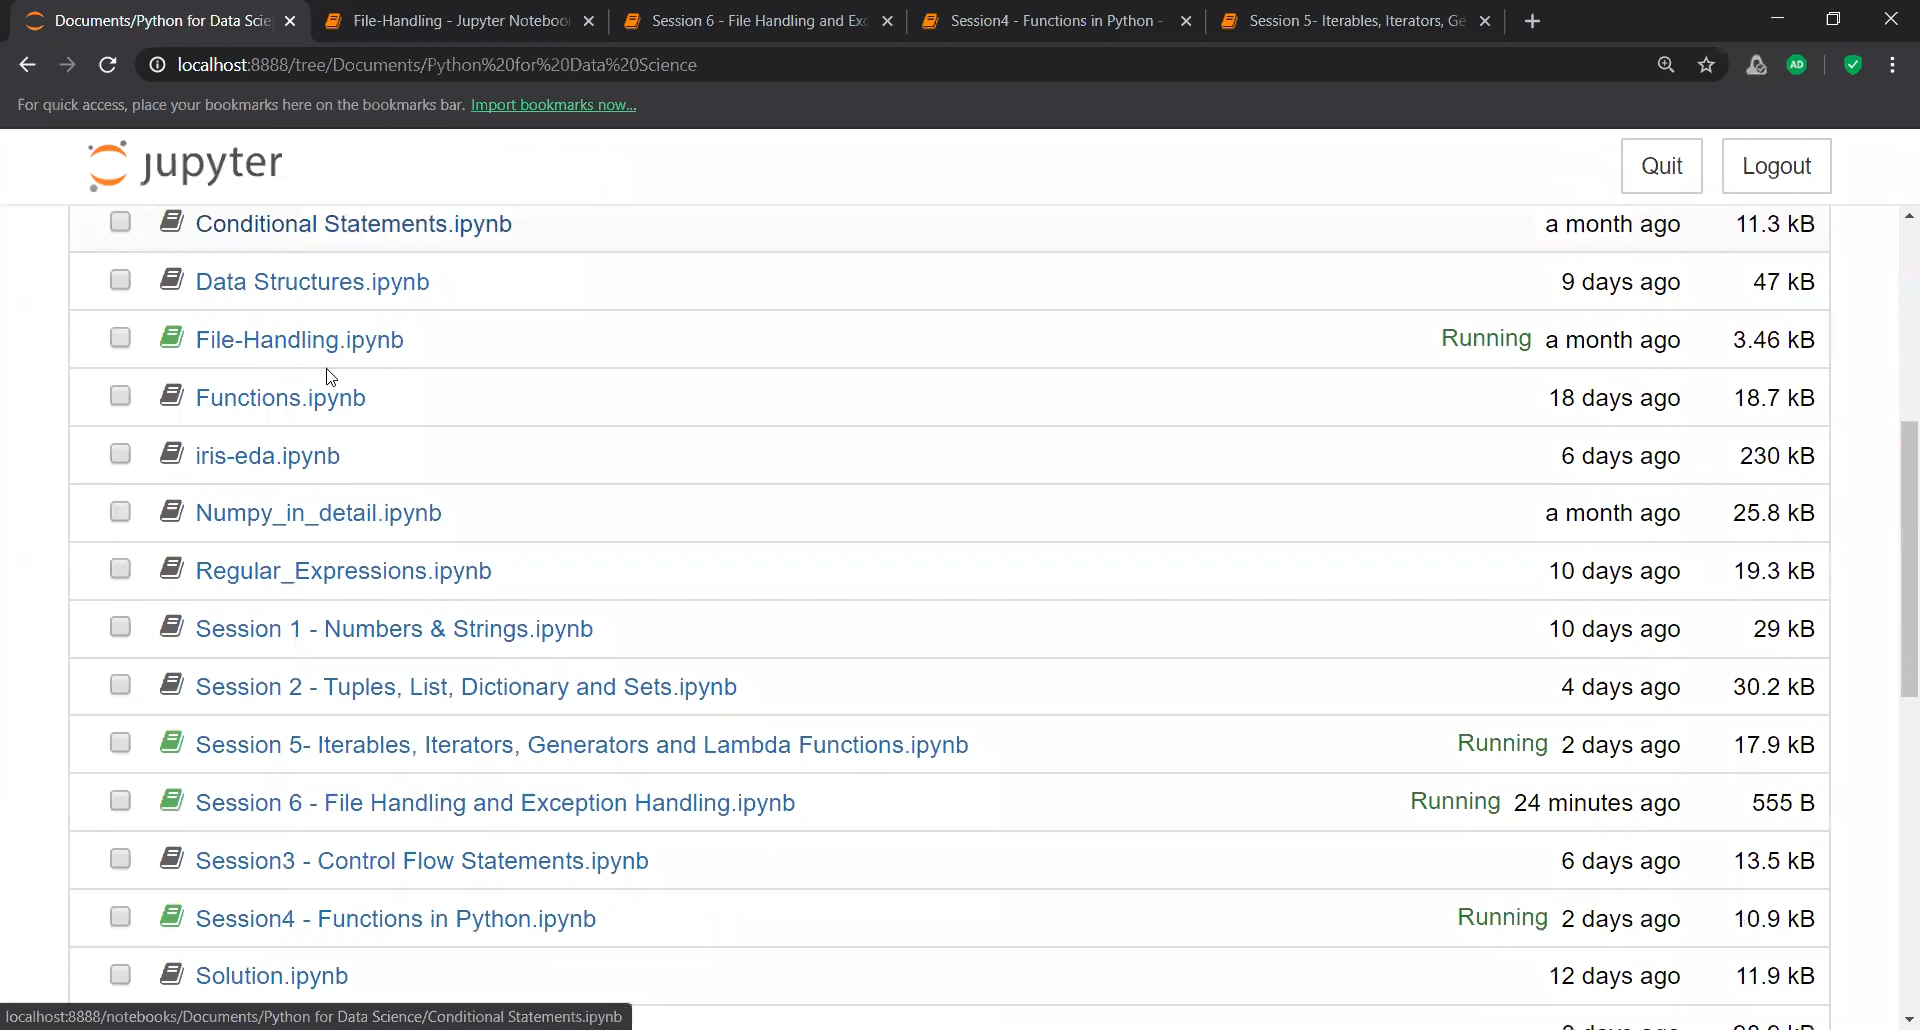 Documents/Python for Data Scie
File-Handling - Jupyter Noteboo
Session 6 - File Handling and Exc
Session4 - Functions in Python -
Session 5- Iterables, Iterators, Ge
localhost:8888/tree/Documents/Python%20for%20Data%20Science
AD
For quick access, place your bookmarks here on the bookmarks bar. Import bookmarks now...
jupyter
Quit
Logout
Conditional Statements.ipynb a month ago 11.3 kB
Data Structures.ipynb 9 days ago 47 kB
File-Handling.ipynb Running a month ago 3.46 kB
Functions.ipynb 18 days ago 18.7 kB
iris-eda.ipynb 6 days ago 230 kB
Numpy_in_detail.ipynb a month ago 25.8 kB
Regular_Expressions.ipynb 10 days ago 19.3 kB
Session 1 - Numbers & Strings.ipynb 10 days ago 29 kB
Session 2 - Tuples, List, Dictionary and Sets.ipynb 4 days ago 30.2 kB
Session 5- Iterables, Iterators, Generators and Lambda Functions.ipynb Running 2 days ago 17.9 kB
Session 6 - File Handling and Exception Handling.ipynb Running 24 minutes ago 555 B
Session3 - Control Flow Statements.ipynb 6 days ago 13.5 kB
Session4 - Functions in Python.ipynb Running 2 days ago 10.9 kB
Solution.ipynb 12 days ago 11.9 kB
localhost:8888/notebooks/Documents/Python for Data Science/Conditional Statements.ipynb